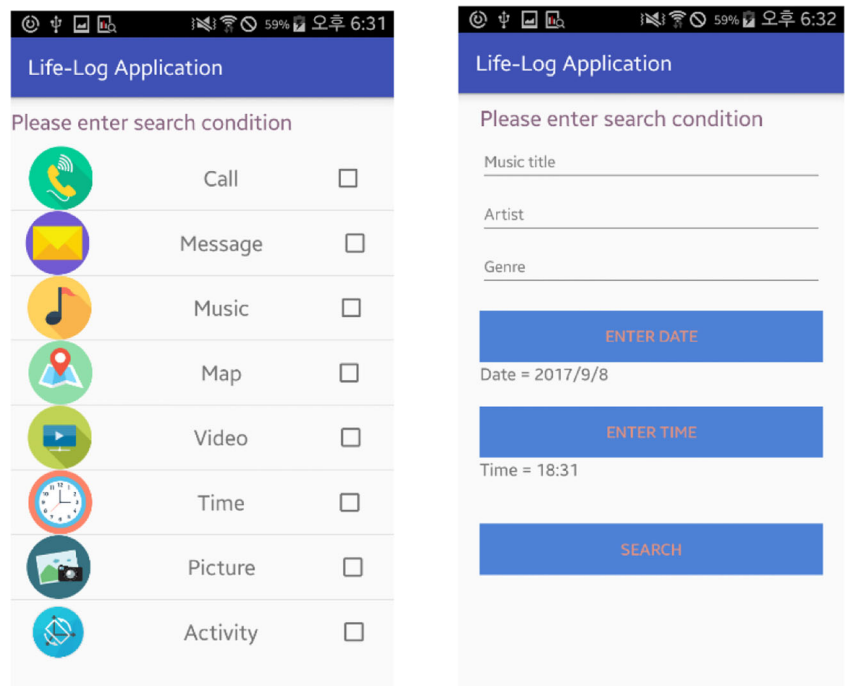 59% 오후 6:31
Life-Log Application
Please enter search condition
Call
Message
Music
Map
Video
Time
Picture
Activity
59% 오후 6:32
Life-Log Application
Please enter search condition
Music title
Artist
Genre
ENTER DATE
Date = 2017/9/8
ENTER TIME
Time = 18:31
SEARCH